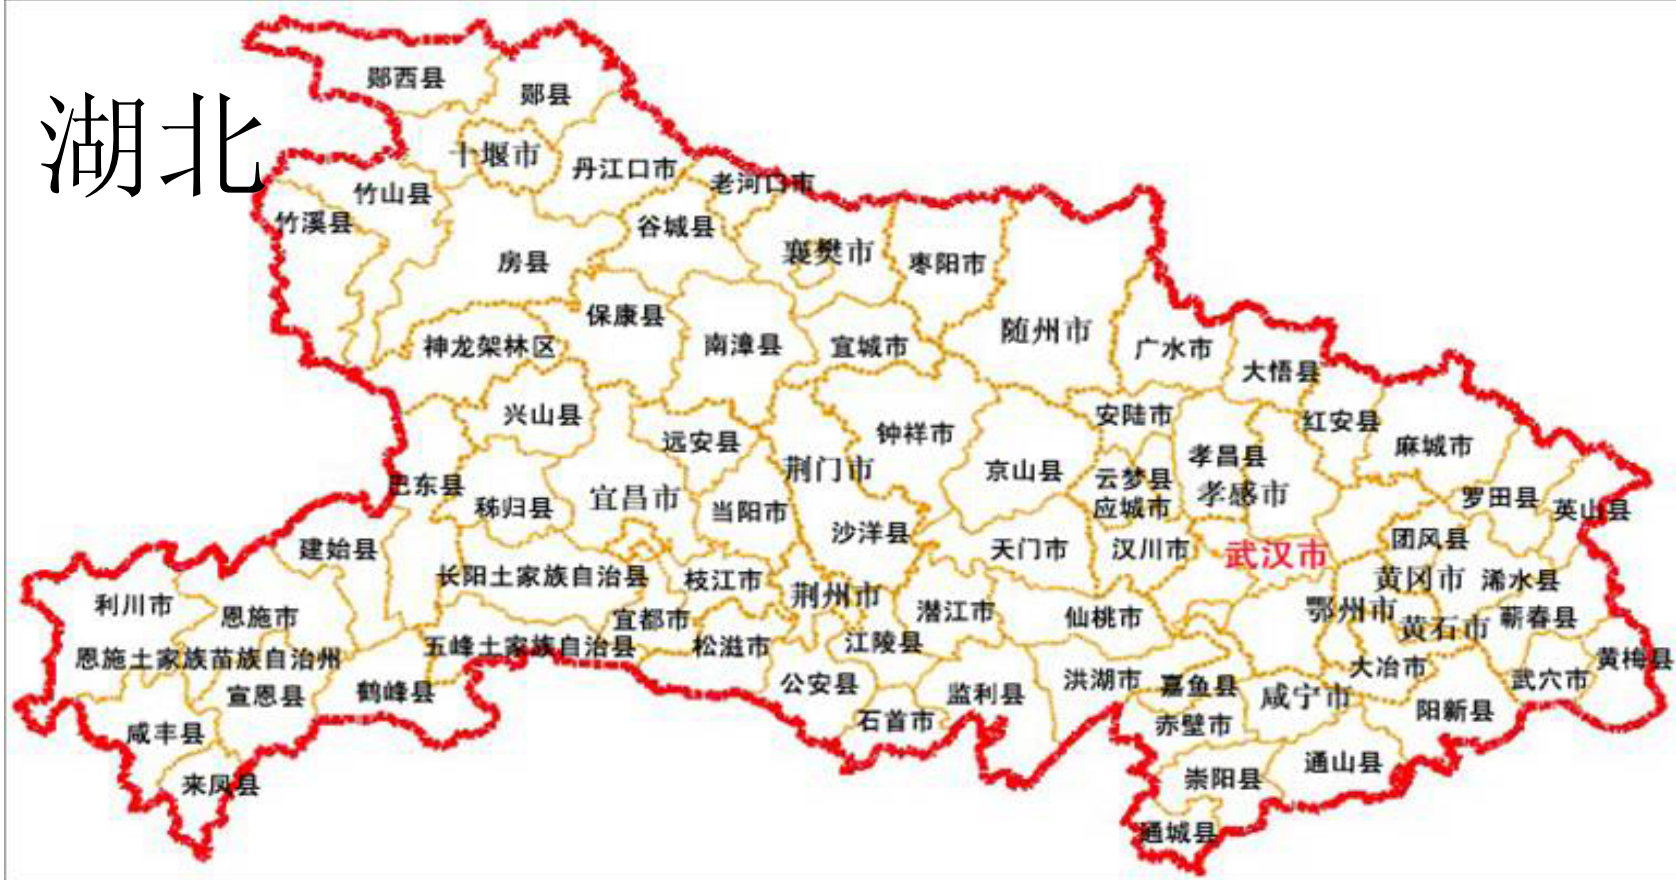 湖北
郧西县
郧县
十堰市
丹江口市
老河口市
竹山县
竹溪县
谷城县
房县
襄樊市
枣阳市
保康县
神龙架林区
南漳县
宜城市
随州市
广水市
大悟县
兴山县
远安县
钟祥市
安陆市
红安县
麻城市
荆门市
京山县
孝昌县
巴东县
秭归县
宜昌市
当阳市
云梦县
应城市
孝感市
罗田县
英山县
沙洋县
建始县
天门市
汉川市
武汉市
团风县
长阳土家族自治县
枝江市
荆州市
黄冈市
浠水县
利川市
恩施市
宜都市
潜江市
仙桃市
鄂州市
黄石市
蕲春县
五峰土家族自治县
松滋市
江陵县
恩施土家族苗族自治州
大冶市
黄梅县
宣恩县
鹤峰县
公安县
监利县
洪湖市
嘉鱼县
咸宁市
武穴市
石首市
赤壁市
阳新县
咸丰县
来凤县
崇阳县
通山县
通城县